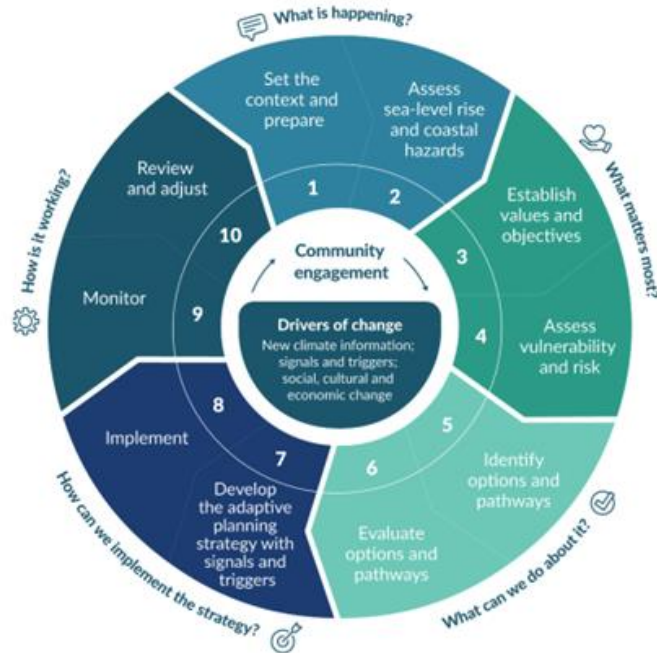 What is happening?
Set the
context and
prepare
1
Assess
sea-level rise
and coastal
hazards
2
What matters most?
Establish
values and
objectives
3
Assess
vulnerability
and risk
4
What can we do about it?
Identify
options and
pathways
5
Evaluate
options and
pathways
6
How can we implement the strategy?
Develop
the adaptive
planning
strategy with
signals and
triggers
7
Implement
8
How is it working?
Monitor
9
Review
and adjust
10
Community
engagement
Drivers of change
New climate information;
signals and triggers;
social, cultural and
economic change